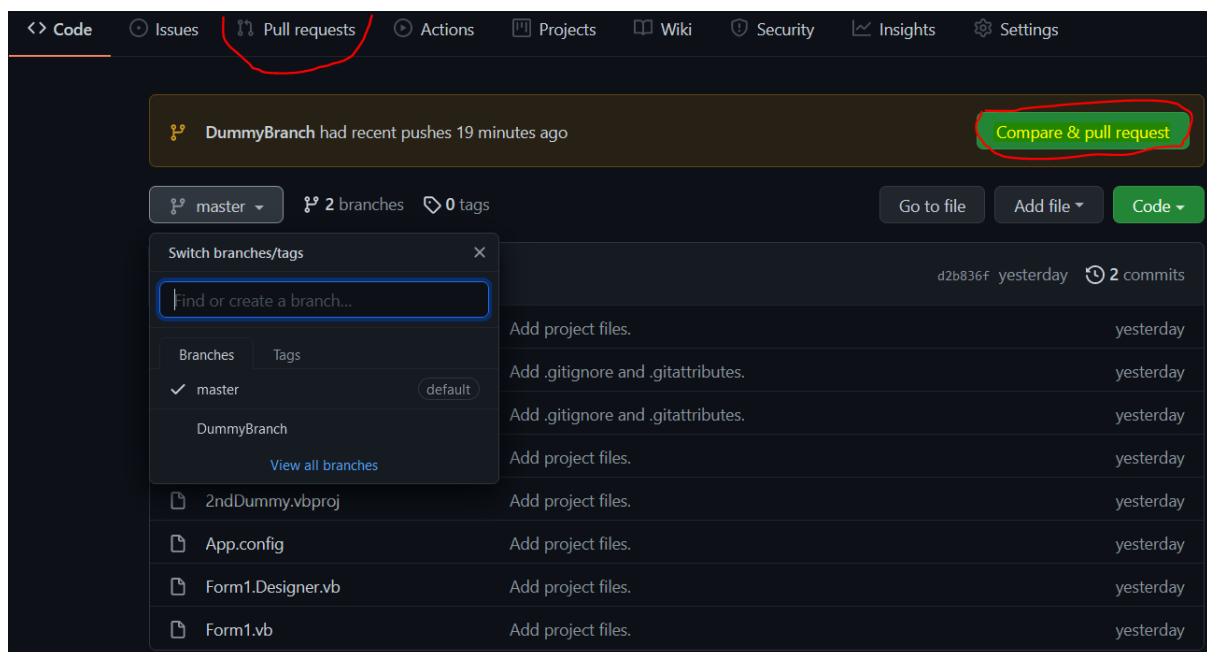 <> Code Issues Pull requests Actions Projects Wiki Security Insights Settings
DummyBranch had recent pushes 19 minutes ago Compare & pull request
master 2 branches 0 tags Go to file Add file Code
Switch branches/tags
d2b836f yesterday 2 commits
Find or create a branch...
Add project files. yesterday
Branches Tags
Add .gitignore and .gitattributes. yesterday
master default
Add .gitignore and .gitattributes. yesterday
DummyBranch
Add project files. yesterday
View all branches
2ndDummy.vbproj Add project files. yesterday
App.config Add project files. yesterday
Form1.Designer.vb Add project files. yesterday
Form1.vb Add project files. yesterday